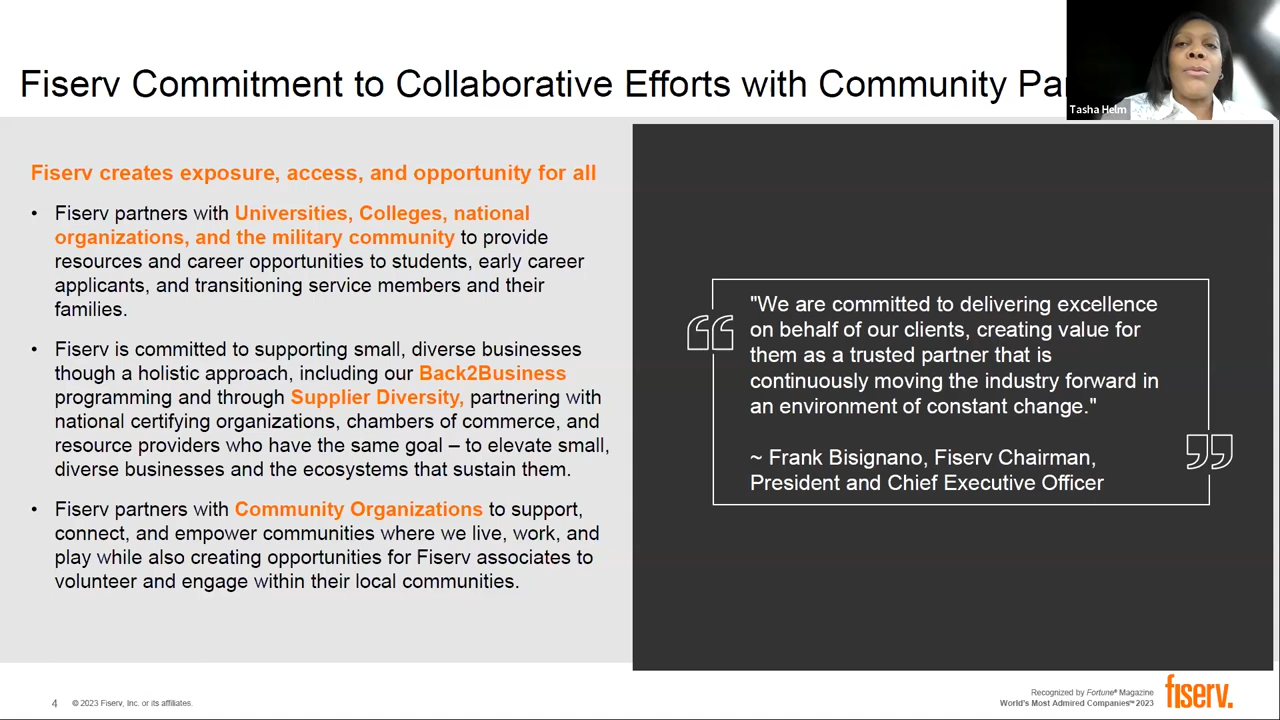 Fiserv Commitment to Collaborative Efforts with Community Pa
Tasha Helm
Fiserv creates exposure, access, and opportunity for all
• Fiserv partners with Universities, Colleges, national
organizations, and the military community to provide
resources and career opportunities to students, early career
applicants, and transitioning service members and their
families.
• Fiserv is committed to supporting small, diverse businesses
though a holistic approach, including our Back2Business
programming and through Supplier Diversity, partnering with
national certifying organizations, chambers of commerce, and
resource providers who have the same goal – to elevate small,
diverse businesses and the ecosystems that sustain them.
• Fiserv partners with Community Organizations to support,
connect, and empower communities where we live, work, and
play while also creating opportunities for Fiserv associates to
volunteer and engage within their local communities.
"We are committed to delivering excellence
on behalf of our clients, creating value for
them as a trusted partner that is
continuously moving the industry forward in
an environment of constant change."
~ Frank Bisignano, Fiserv Chairman,
President and Chief Executive Officer
4 © 2023 Fiserv, Inc. or its affiliates.
Recognized by Fortune® Magazine
World's Most Admired Companies™ 2023
fiserv.